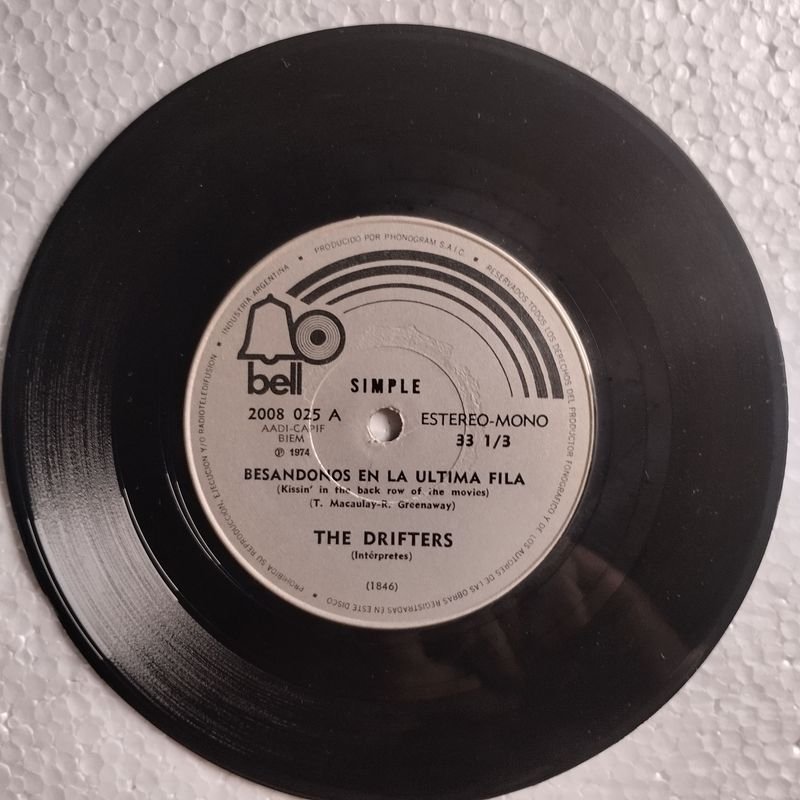 INDUSTRIA ARGENTINA • PRODUCIDO POR PHONOGRAM S.A.I.C. • RESERVADOS TODOS LOS DERECHOS DEL PRODUCTOR FONOGRAFICO Y DE LOS AUTORES DE LAS OBRAS REGISTRADAS EN ESTE DISCO • PROHIBIDA SU REPRODUCCION, EJECUCION Y/O RADIOTELEDIFUSION •
bell
SIMPLE
2008 025 A
ESTEREO-MONO
AADI-CAPIF
33 1/3
BIEM
Ⓟ 1974
BESANDONOS EN LA ULTIMA FILA
(Kissin' in the back row of the movies)
(T. Macaulay-R. Greenaway)
THE DRIFTERS
(Intérpretes)
(1846)